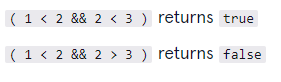 ( 1 < 2 && 2 < 3 ) returns true
( 1 < 2 && 2 > 3 ) returns false